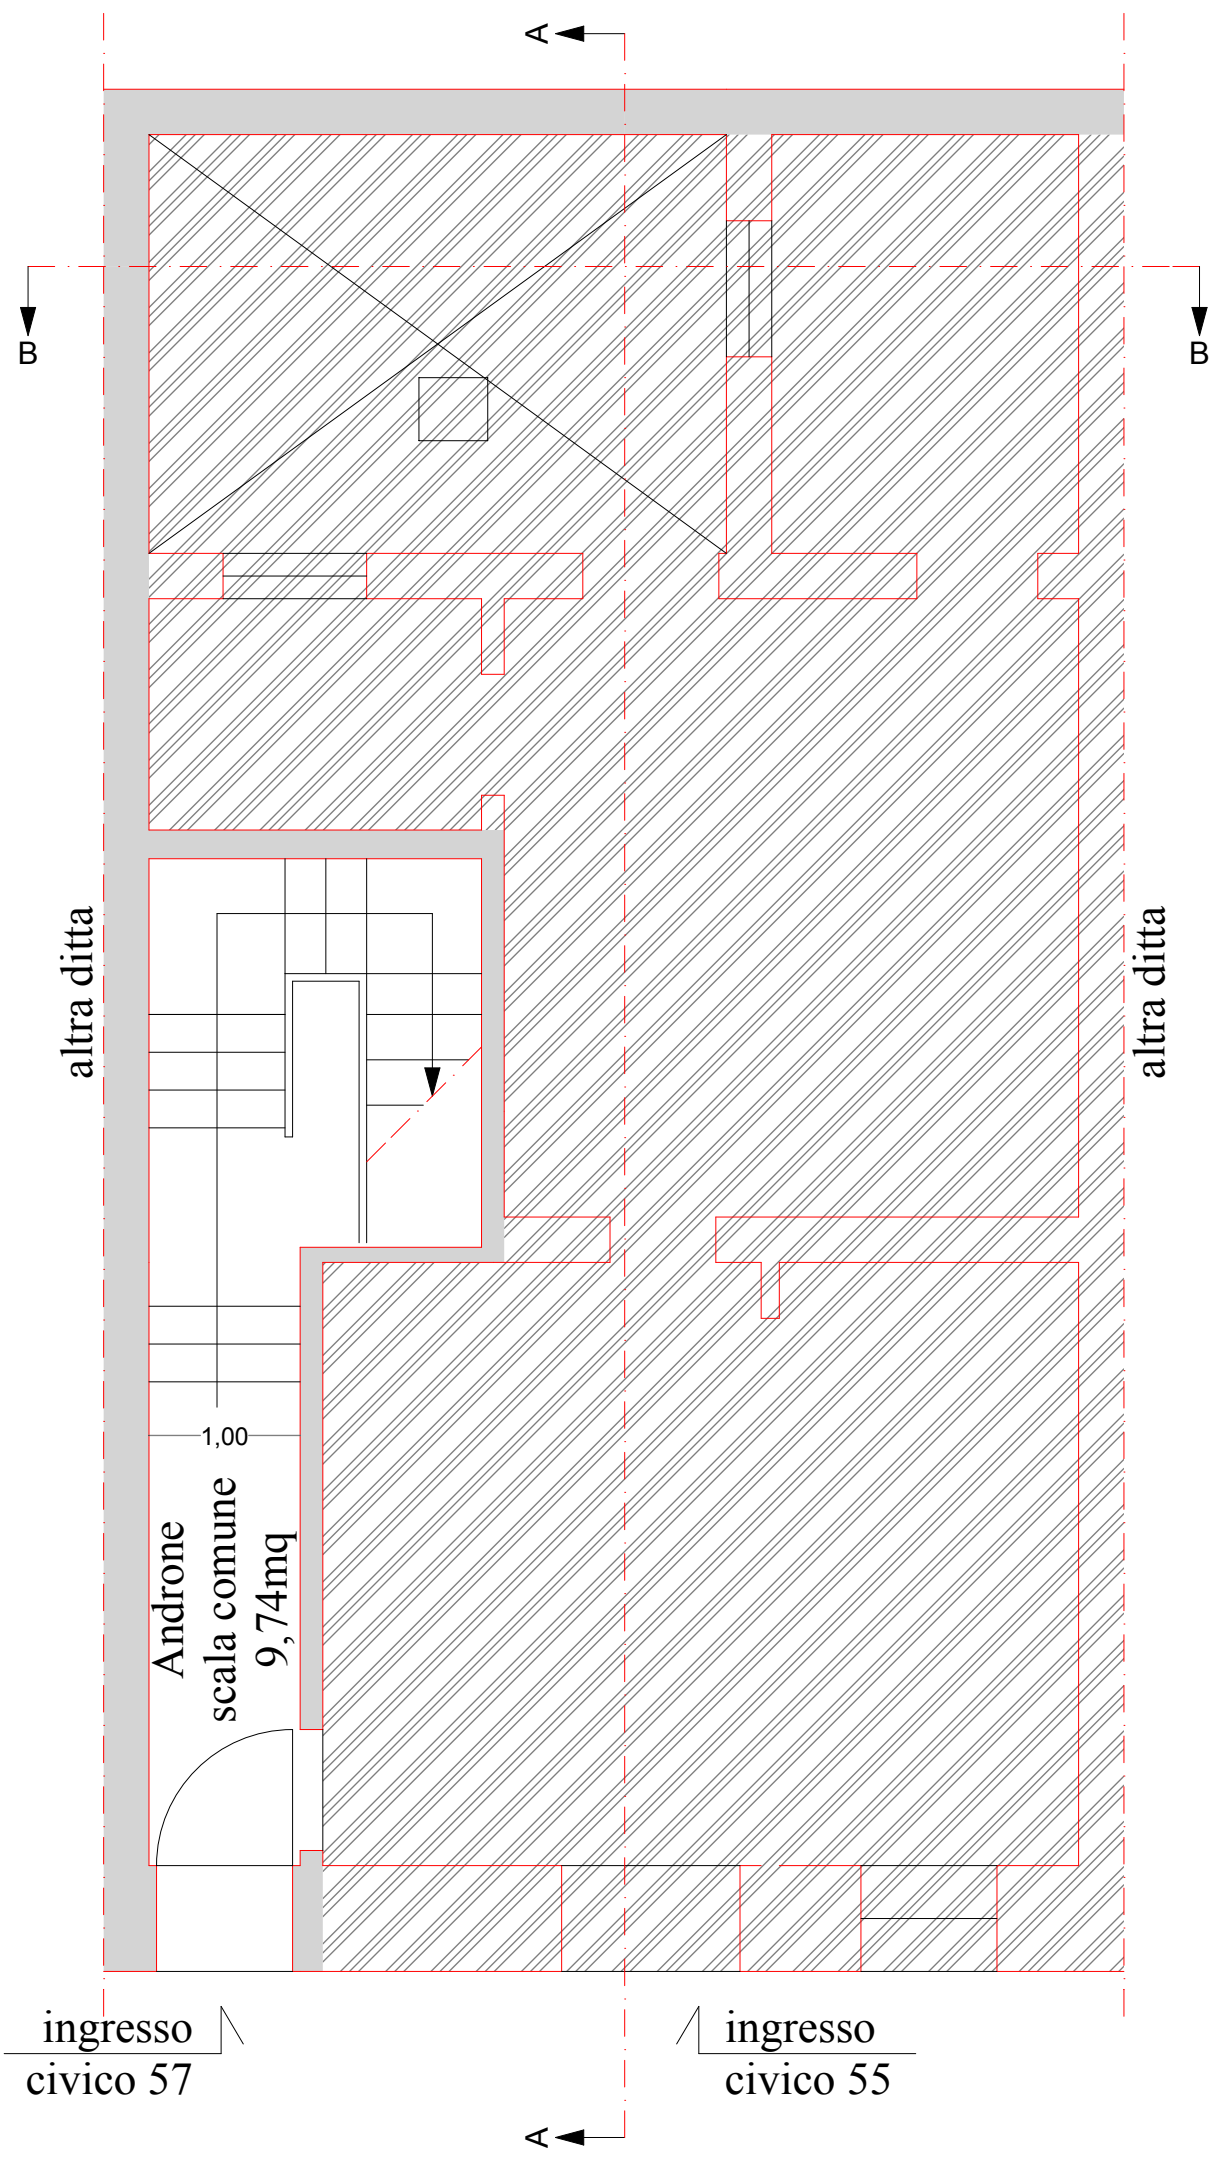 A
B
B
altra ditta
altra ditta
1,00
Androne
scala comune
9,74mq
ingresso
civico 57
ingresso
civico 55
A